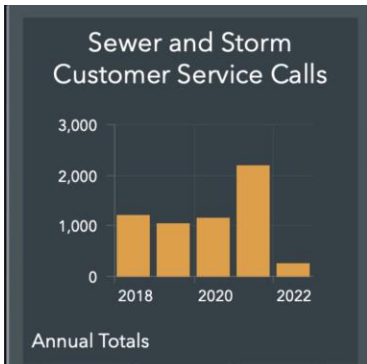 Sewer and Storm
Customer Service Calls
3,000
2,000
1,000
0
2018 2020 2022
Annual Totals